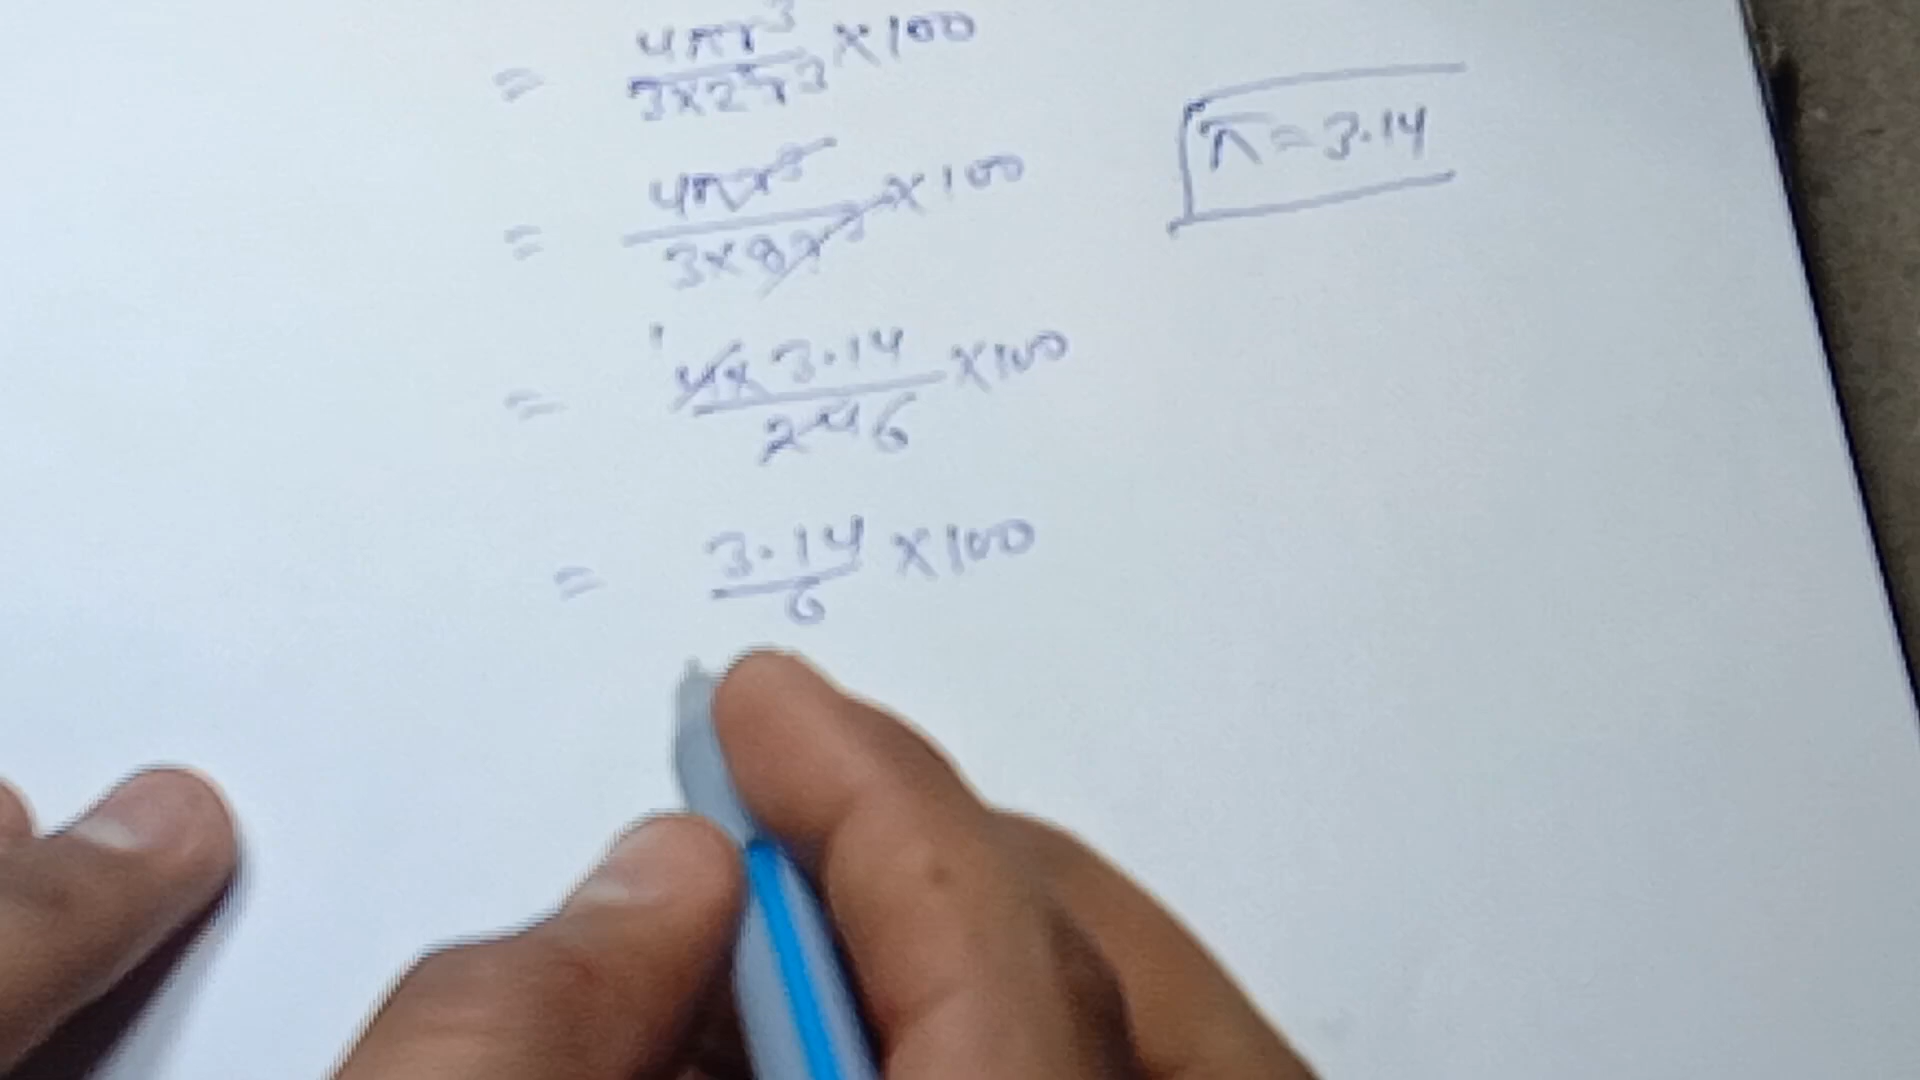 = 4πr³/3×2³r³ ×100
π=3.14
= 4πr³/3×8r³ ×100
= 4×3.14/24 6 ×100
= 3.14/6 ×100